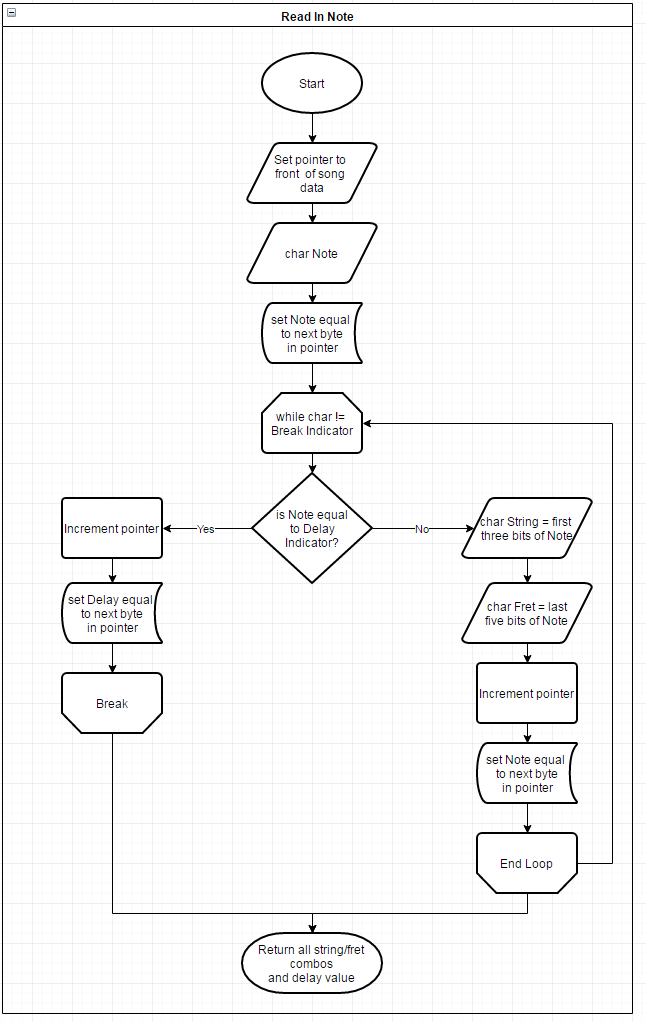 Read In Note
Start
Set pointer to
front of song
data
char Note
set Note equal
to next byte
in pointer
while char !=
Break Indicator
is Note equal
to Delay
Indicator?
Yes
No
Increment pointer
set Delay equal
to next byte
in pointer
Break
char String = first
three bits of Note
char Fret = last
five bits of Note
Increment pointer
set Note equal
to next byte
in pointer
End Loop
Return all string/fret
combos
and delay value